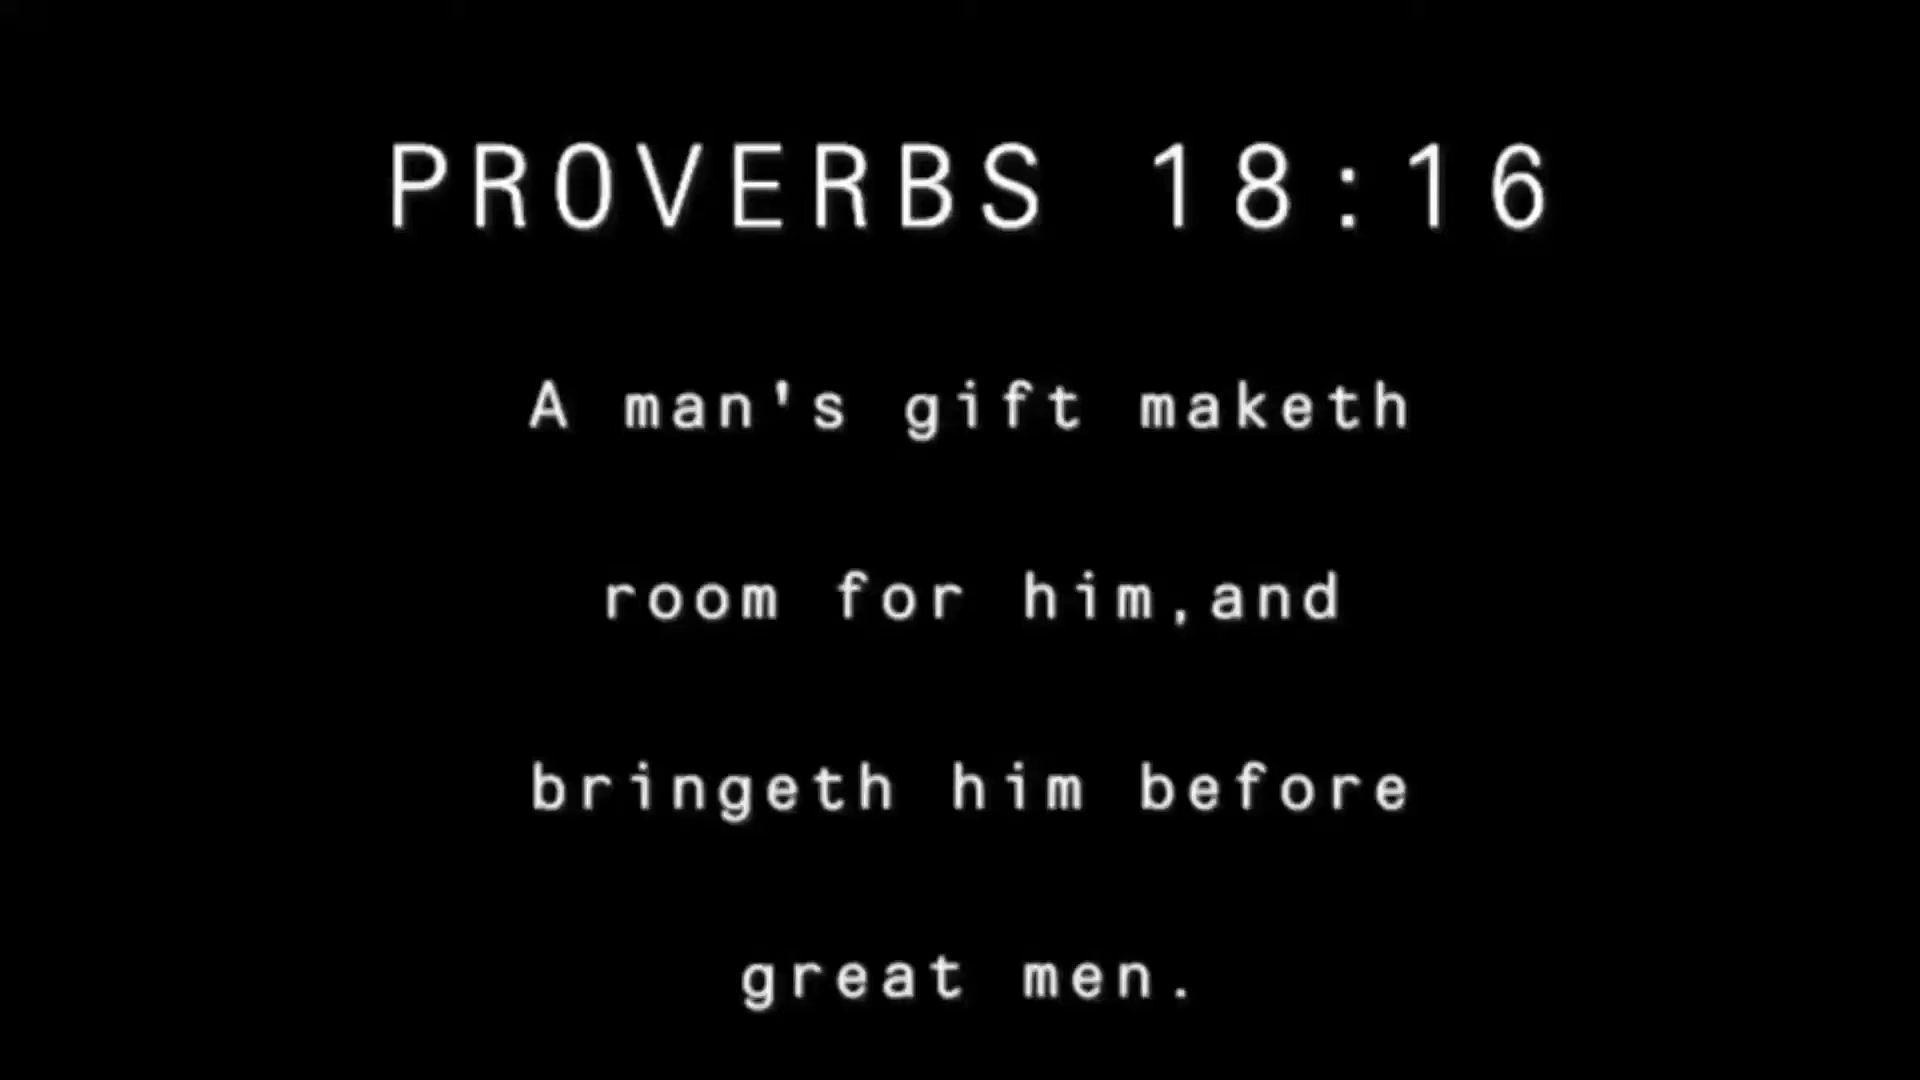 PROVERBS 18:16
A man's gift maketh
room for him,and
bringeth him before
great men.